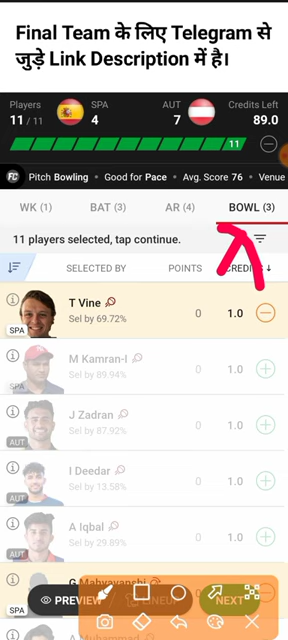 Final Team के लिए Telegram से
जुड़े Link Description में है।
Players SPA AUT Credits Left
11 / 11 4 7 89.0
11
FC Pitch Bowling • Good for Pace • Avg. Score 76 • Venue
WK (1) BAT (3) AR (4) BOWL (3)
11 players selected, tap continue.
SELECTED BY POINTS CREDITS ↓
T Vine
Sel by 69.72% 0 1.0
SPA
M Kamran-I
Sel by 89.94% 0 1.0
SPA
J Zadran
Sel by 87.92% 0 1.0
AUT
I Deedar
Sel by 13.58% 0 1.0
AUT
A Iqbal
Sel by 29.89% 0 1.0
AUT
G Mahyavanshi
SPA
PREVIEW LINEUP NEXT
A Muhammad